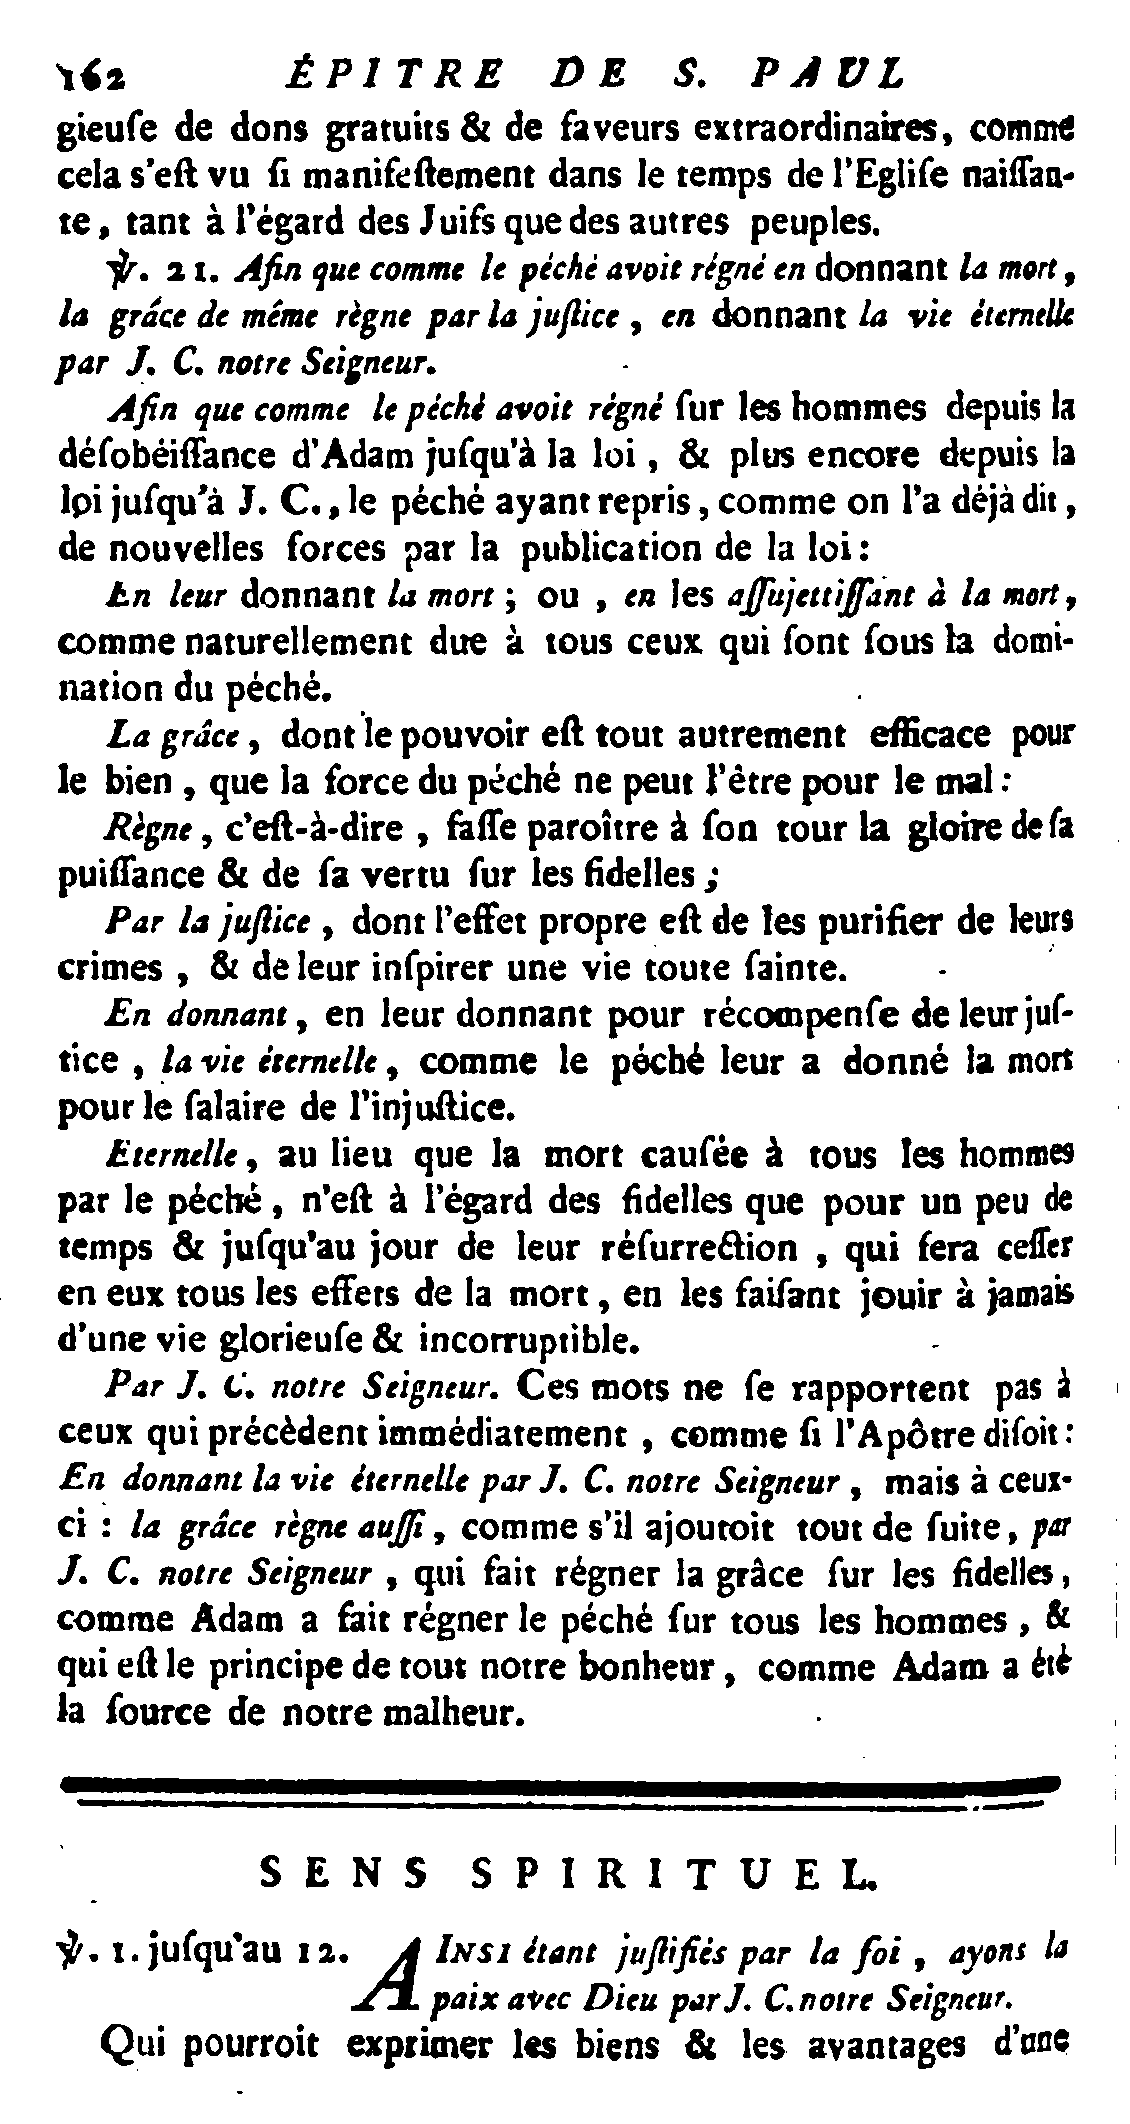 162 ÉPITRE DE S. PAUL
gieuſe de dons gratuits & de faveurs extraordinaires, comme
cela s'eſt vu ſi manifeſtement dans le temps de l'Egliſe naiſſan-
te, tant à l'égard des Juifs que des autres peuples.
℣. 21. Afin que comme le péché avoit régné en donnant la mort,
la grâce de même règne par la juſtice, en donnant la vie éternelle
par J. C. notre Seigneur.
Afin que comme le péché avoit régné ſur les hommes depuis la
déſobéiſſance d'Adam juſqu'à la loi, & plus encore depuis la
loi juſqu'à J. C., le péché ayant repris, comme on l'a déjà dit,
de nouvelles forces par la publication de la loi:
En leur donnant la mort; ou, en les aſſujettiſſant à la mort,
comme naturellement due à tous ceux qui ſont ſous la domi-
nation du péché.
La grâce, dont le pouvoir eſt tout autrement efficace pour
le bien, que la force du péché ne peut l'être pour le mal:
Règne, c'eſt-à-dire, faſſe paroître à ſon tour la gloire de ſa
puiſſance & de ſa vertu ſur les fidelles;
Par la juſtice, dont l'effet propre eſt de les purifier de leurs
crimes, & de leur inſpirer une vie toute ſainte.
En donnant, en leur donnant pour récompenſe de leur juſ-
tice, la vie éternelle, comme le péché leur a donné la mort
pour le ſalaire de l'injuſtice.
Eternelle, au lieu que la mort cauſée à tous les hommes
par le péché, n'eſt à l'égard des fidelles que pour un peu de
temps & juſqu'au jour de leur réſurrection, qui fera ceſſer
en eux tous les effets de la mort, en les faiſant jouir à jamais
d'une vie glorieuſe & incorruptible.
Par J. C. notre Seigneur. Ces mots ne ſe rapportent pas à
ceux qui précèdent immédiatement, comme ſi l'Apôtre diſoit:
En donnant la vie éternelle par J. C. notre Seigneur, mais à ceux-
ci: la grâce règne auſſi, comme s'il ajoutoit tout de ſuite, par
J. C. notre Seigneur, qui fait régner la grâce ſur les fidelles,
comme Adam a fait régner le péché ſur tous les hommes, &
qui eſt le principe de tout notre bonheur, comme Adam a été
la ſource de notre malheur.
SENS SPIRITUEL.
℣. 1. juſqu'au 12. AINSI étant juſtifiés par la foi, ayons la
paix avec Dieu par J. C. notre Seigneur.
Qui pourroit exprimer les biens & les avantages d'une